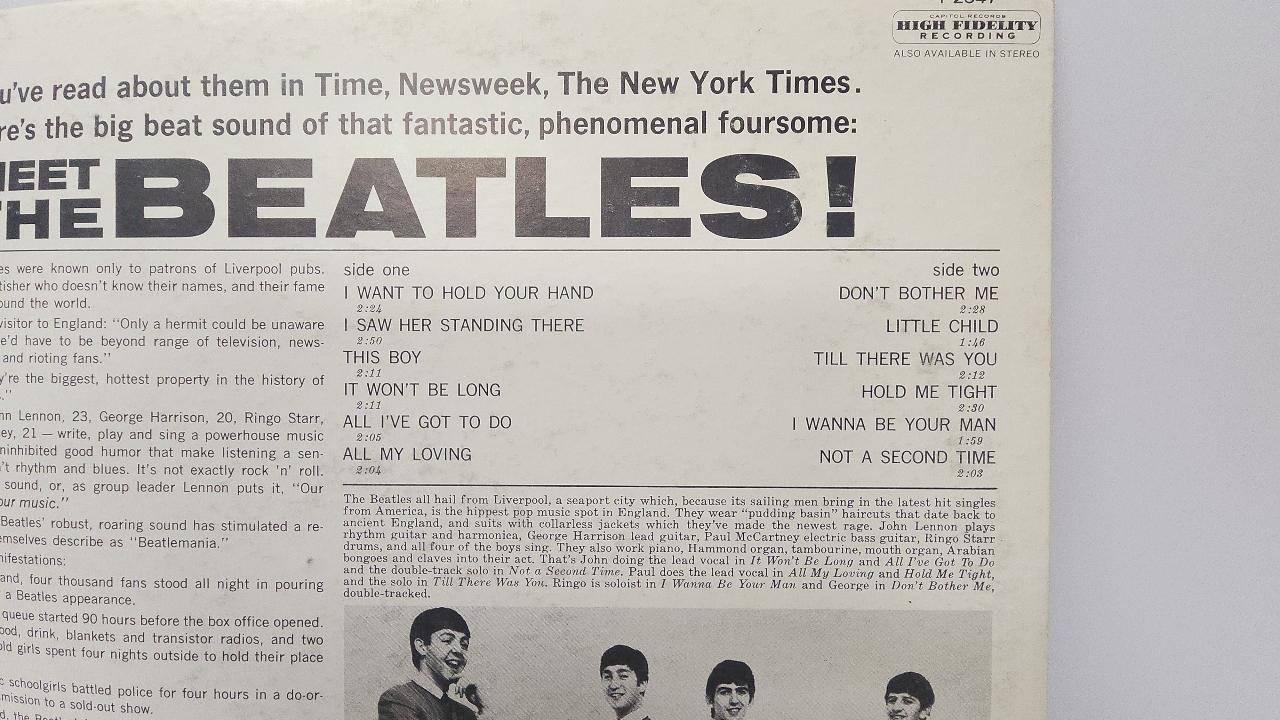 CAPITOL RECORDS
HIGH FIDELITY
RECORDING
ALSO AVAILABLE IN STEREO
u've read about them in Time, Newsweek, The New York Times.
re's the big beat sound of that fantastic, phenomenal foursome:
MEET
THE BEATLES!
es were known only to patrons of Liverpool pubs.
tisher who doesn't know their names, and their fame
ound the world.
visitor to England: "Only a hermit could be unaware
e'd have to be beyond range of television, news-
and rioting fans."
y're the biggest, hottest property in the history of
."
hn Lennon, 23, George Harrison, 20, Ringo Starr,
ey, 21 — write, play and sing a powerhouse music
ninhibited good humor that make listening a sen-
't rhythm and blues. It's not exactly rock 'n' roll.
sound, or, as group leader Lennon puts it, "Our
our music."
Beatles' robust, roaring sound has stimulated a re-
emselves describe as "Beatlemania."
nifestations:
and, four thousand fans stood all night in pouring
a Beatles appearance.
queue started 90 hours before the box office opened.
ood, drink, blankets and transistor radios, and two
old girls spent four nights outside to hold their place
c schoolgirls battled police for four hours in a do-or-
mission to a sold-out show.
side one
I WANT TO HOLD YOUR HAND
2:24
I SAW HER STANDING THERE
2:50
THIS BOY
2:11
IT WON'T BE LONG
2:11
ALL I'VE GOT TO DO
2:05
ALL MY LOVING
2:04
side two
DON'T BOTHER ME
2:28
LITTLE CHILD
1:46
TILL THERE WAS YOU
2:12
HOLD ME TIGHT
2:30
I WANNA BE YOUR MAN
1:59
NOT A SECOND TIME
2:03
The Beatles all hail from Liverpool, a seaport city which, because its sailing men bring in the latest hit singles
from America, is the hippest pop music spot in England. They wear "pudding basin" haircuts that date back to
ancient England, and suits with collarless jackets which they've made the newest rage. John Lennon plays
rhythm guitar and harmonica, George Harrison lead guitar, Paul McCartney electric bass guitar, Ringo Starr
drums, and all four of the boys sing. They also work piano, Hammond organ, tambourine, mouth organ, Arabian
bongoes and claves into their act. That's John doing the lead vocal in It Won't Be Long and All I've Got To Do
and the double-track solo in Not a Second Time. Paul does the lead vocal in All My Loving and Hold Me Tight,
and the solo in Till There Was You. Ringo is soloist in I Wanna Be Your Man and George in Don't Bother Me,
double-tracked.